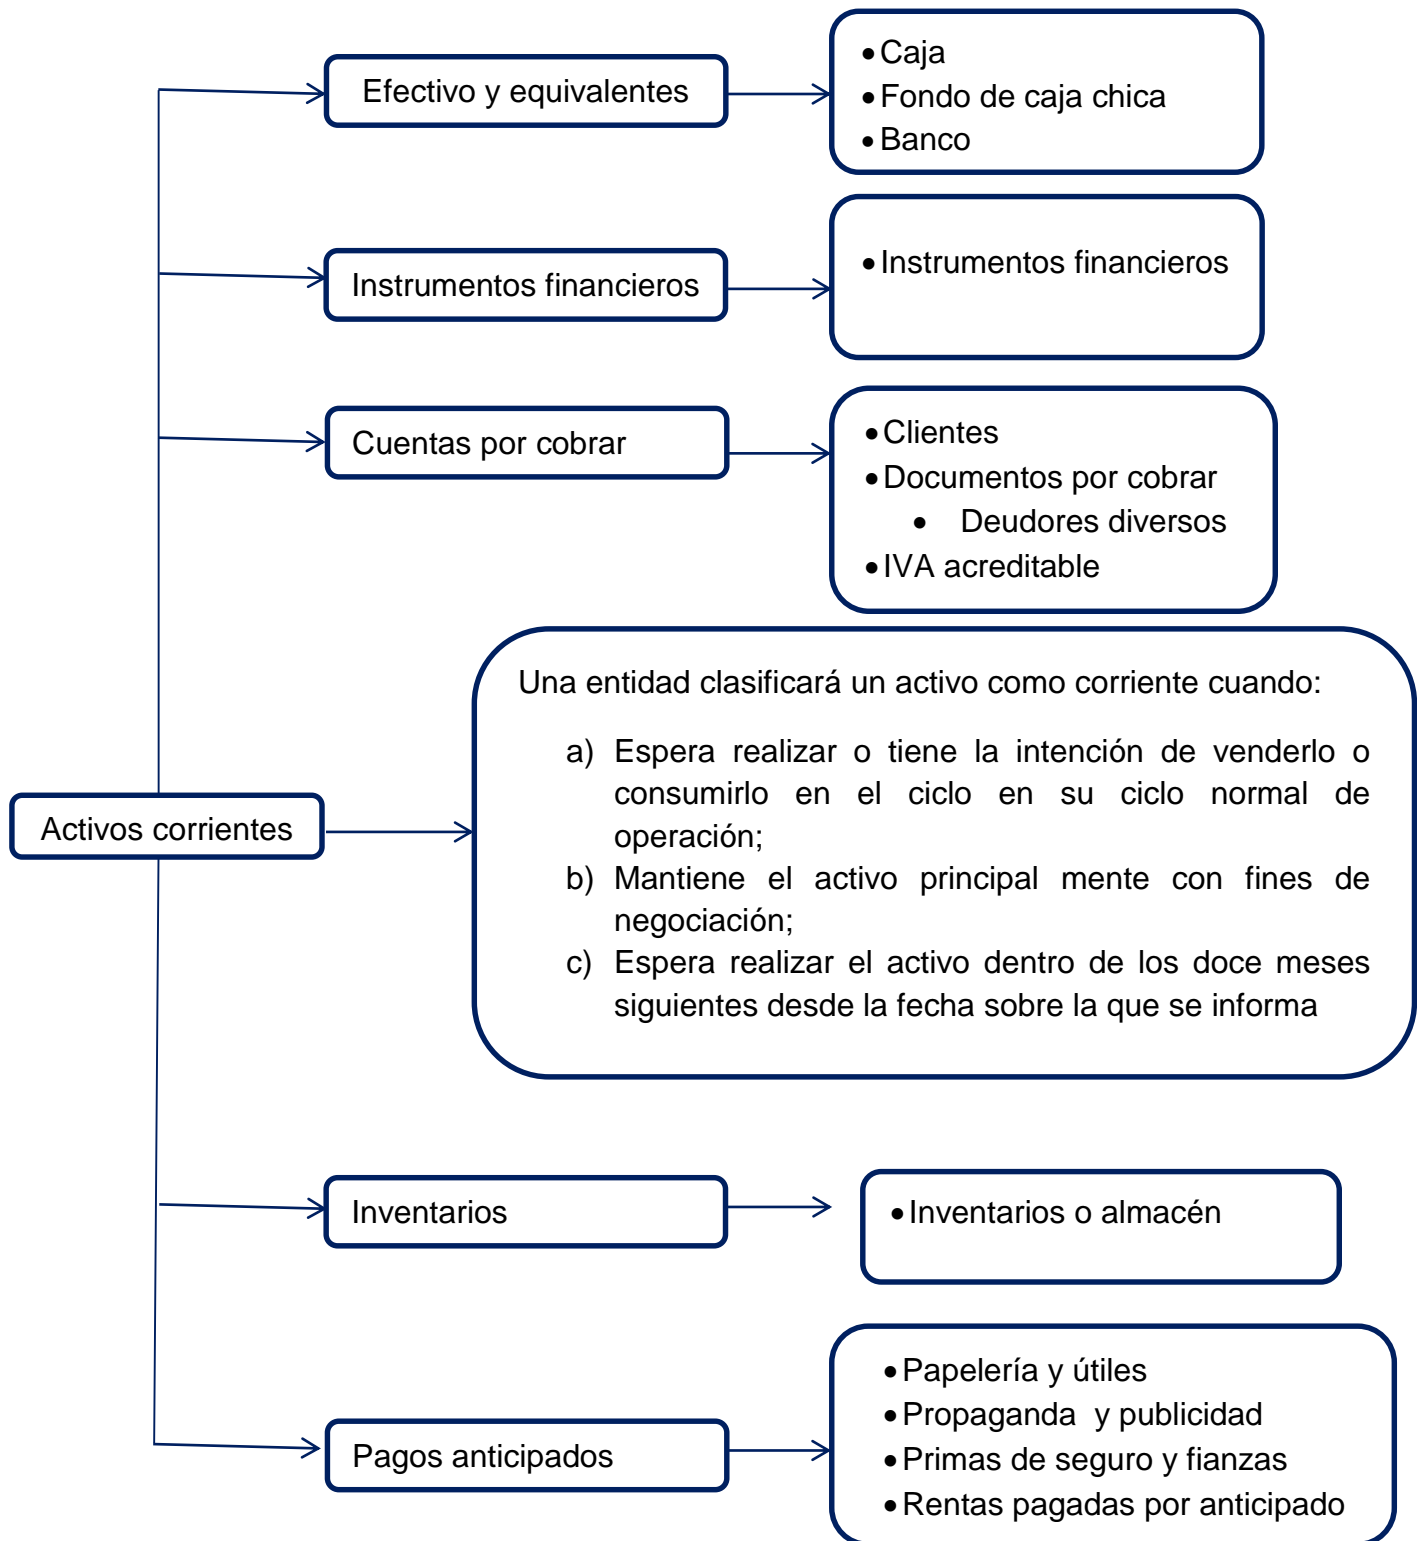 Efectivo y equivalentes
•Caja
•Fondo de caja chica
•Banco
Instrumentos financieros
•Instrumentos financieros
Cuentas por cobrar
•Clientes
•Documentos por cobrar
• Deudores diversos
•IVA acreditable
Activos corrientes
Una entidad clasificará un activo como corriente cuando:
a) Espera realizar o tiene la intención de venderlo o
consumirlo en el ciclo en su ciclo normal de
operación;
b) Mantiene el activo principal mente con fines de
negociación;
c) Espera realizar el activo dentro de los doce meses
siguientes desde la fecha sobre la que se informa
Inventarios
•Inventarios o almacén
Pagos anticipados
•Papelería y útiles
•Propaganda  y publicidad
•Primas de seguro y fianzas
•Rentas pagadas por anticipado